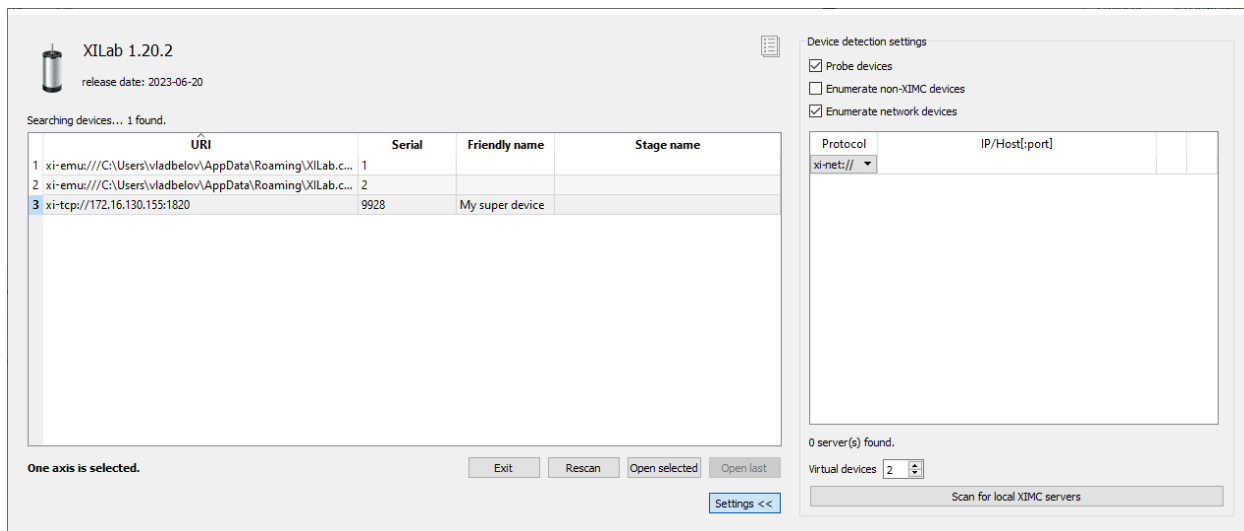 XILab 1.20.2
release date: 2023-06-20
Searching devices... 1 found.
URI Serial Friendly name Stage name
1 xi-emu:///C:\Users\vladbelov\AppData\Roaming\XILab.c... 1
2 xi-emu:///C:\Users\vladbelov\AppData\Roaming\XILab.c... 2
3 xi-tcp://172.16.130.155:1820 9928 My super device
One axis is selected.
Exit Rescan Open selected Open last
Settings <<
Device detection settings
Probe devices
Enumerate non-XIMC devices
Enumerate network devices
Protocol IP/Host[:port]
xi-net://
0 server(s) found.
Virtual devices 2
Scan for local XIMC servers